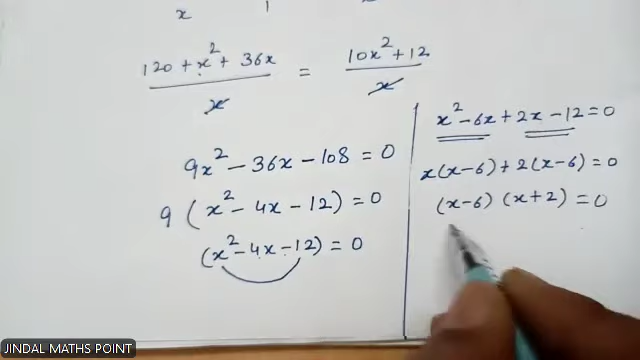 x 1
120 + x² + 36x / x = 10x² + 12 / x
9x² - 36x - 108 = 0
9 ( x² - 4x - 12 ) = 0
(x² - 4x - 12) = 0
x² - 6x + 2x - 12 = 0
x(x-6) + 2(x-6) = 0
(x-6) (x+2) = 0
JINDAL MATHS POINT